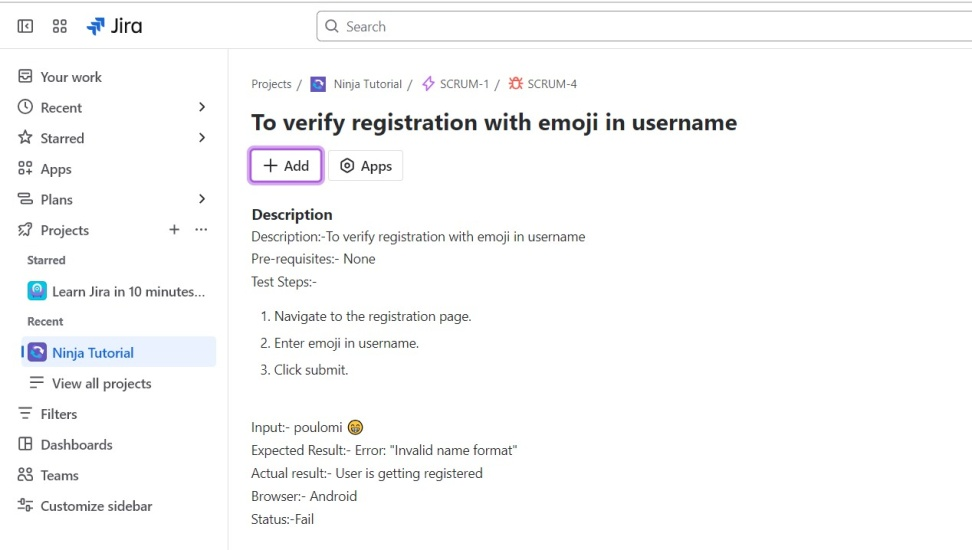 Jira
Search
Your work
Recent
Starred
Apps
Plans
Projects
Starred
Learn Jira in 10 minutes...
Recent
Ninja Tutorial
View all projects
Filters
Dashboards
Teams
Customize sidebar
Projects / Ninja Tutorial / SCRUM-1 / SCRUM-4
To verify registration with emoji in username
+ Add Apps
Description
Description:-To verify registration with emoji in username
Pre-requisites:- None
Test Steps:-
1. Navigate to the registration page.
2. Enter emoji in username.
3. Click submit.
Input:- poulomi 😁
Expected Result:- Error: "Invalid name format"
Actual result:- User is getting registered
Browser:- Android
Status:-Fail